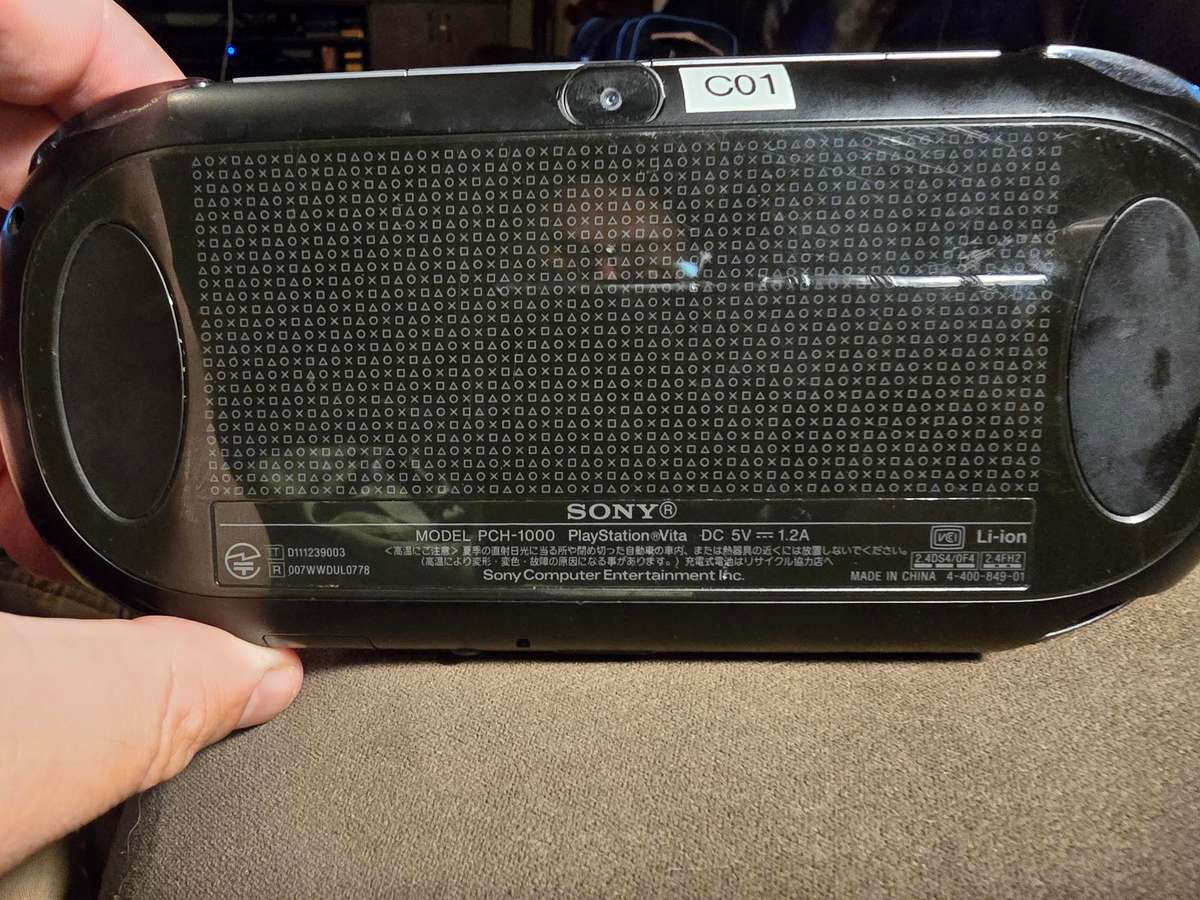 C01
SONY®
MODEL PCH-1000 PlayStation®Vita DC 5V ⎓ 1.2A
T D111239003
R 007WWDUL0778
<高温にご注意> 夏季の直射日光に当る所や閉め切った自動車の車内、または熱器具の近くには放置しないでください。
(高温により変形・変色・故障の原因になる事があります。) 充電式電池はリサイクル協力店へ
Sony Computer Entertainment Inc.
VCI Li-ion
2.4DS4/OF4 2.4FH2
MADE IN CHINA 4-400-849-01